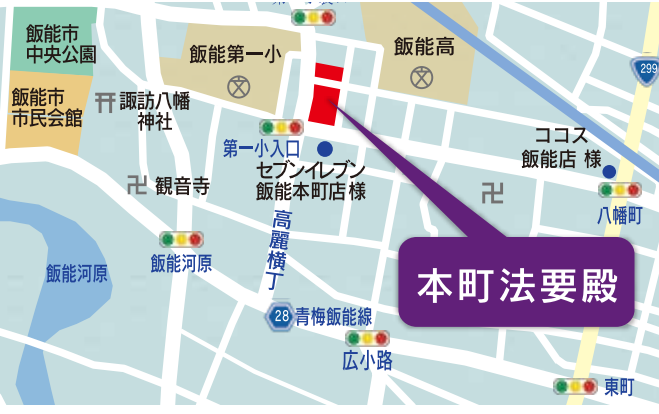 飯能市
中央公園
飯能第一小
飯能高
299
飯能市
市民会館
諏訪八幡
神社
第一小入口
セブンイレブン
飯能本町店様
ココス
飯能店 様
観音寺
八幡町
高麗横丁
飯能河原
飯能河原
本町法要殿
28
青梅飯能線
広小路
東町